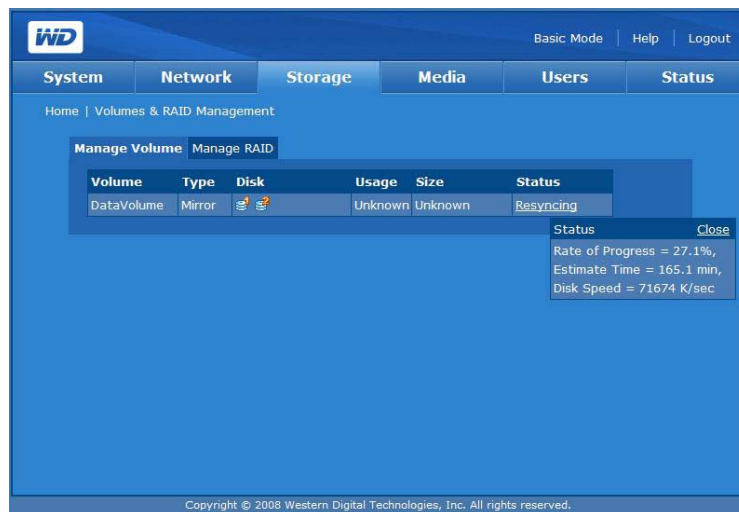 WD
Basic Mode | Help | Logout
System Network Storage Media Users Status
Home | Volumes & RAID Management
Manage Volume Manage RAID
Volume Type Disk Usage Size Status
DataVolume Mirror 1 2 Unknown Unknown Resyncing
Status Close
Rate of Progress = 27.1%,
Estimate Time = 165.1 min,
Disk Speed = 71674 K/sec
Copyright © 2008 Western Digital Technologies, Inc. All rights reserved.